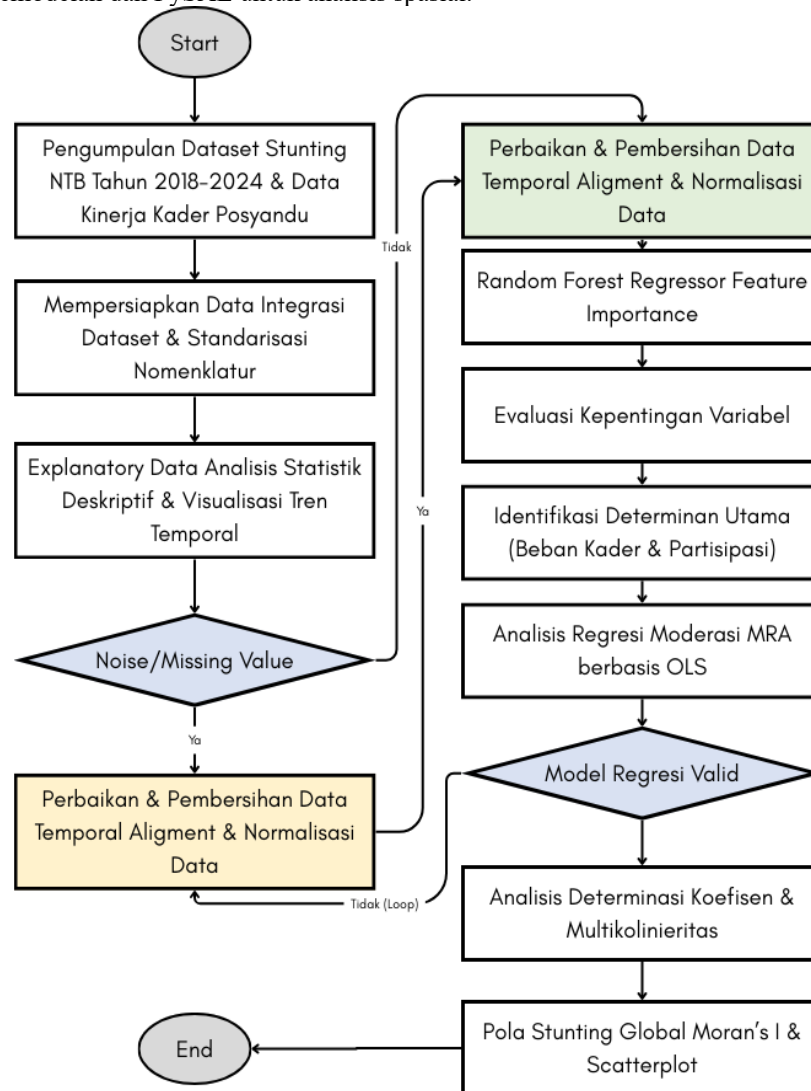 Start
Pengumpulan Dataset Stunting
NTB Tahun 2018-2024 & Data
Kinerja Kader Posyandu
Mempersiapkan Data Integrasi
Dataset & Standarisasi
Nomenklatur
Explanatory Data Analisis Statistik
Deskriptif & Visualisasi Tren
Temporal
Noise/Missing Value
Ya
Perbaikan & Pembersihan Data
Temporal Aligment & Normalisasi
Data
Tidak
Ya
Tidak (Loop)
Perbaikan & Pembersihan Data
Temporal Aligment & Normalisasi
Data
Random Forest Regressor Feature
Importance
Evaluasi Kepentingan Variabel
Identifikasi Determinan Utama
(Beban Kader & Partisipasi)
Analisis Regresi Moderasi MRA
berbasis OLS
Model Regresi Valid
Analisis Determinasi Koefisen &
Multikolinieritas
Pola Stunting Global Moran's I &
Scatterplot
End